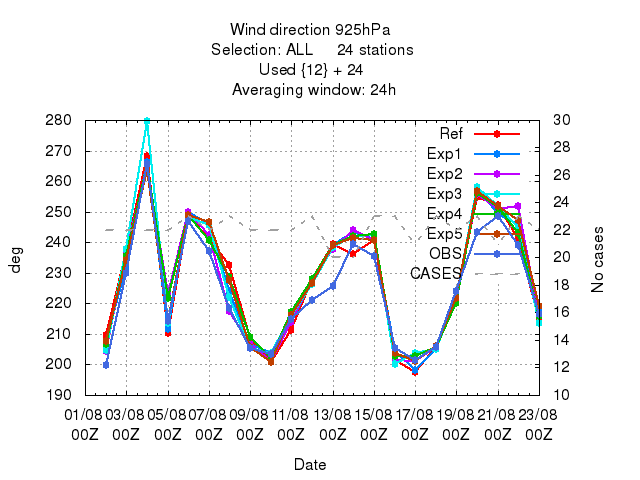 Wind direction 925hPa
Selection: ALL 24 stations
Used {12} + 24
Averaging window: 24h
280
270
260
250
240
230
220
210
200
190
deg
30
28
26
24
22
20
18
16
14
12
10
No cases
Ref
Exp1
Exp2
Exp3
Exp4
Exp5
OBS
CASES
01/08 03/08 05/08 07/08 09/08 11/08 13/08 15/08 17/08 19/08 21/08 23/08
00Z 00Z 00Z 00Z 00Z 00Z 00Z 00Z 00Z 00Z 00Z 00Z
Date